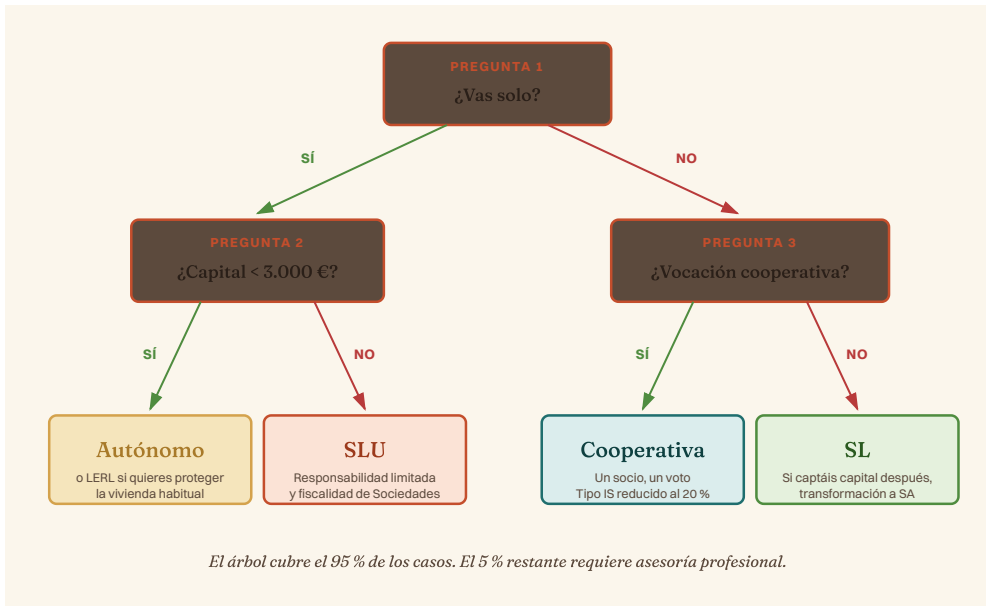 PREGUNTA 1
¿Vas solo?
SÍ
NO
PREGUNTA 2
¿Capital < 3.000 €?
PREGUNTA 3
¿Vocación cooperativa?
SÍ
NO
SÍ
NO
Autónomo
o LERL si quieres proteger
la vivienda habitual
SLU
Responsabilidad limitada
y fiscalidad de Sociedades
Cooperativa
Un socio, un voto
Tipo IS reducido al 20 %
SL
Si captáis capital después,
transformación a SA
El árbol cubre el 95 % de los casos. El 5 % restante requiere asesoría profesional.